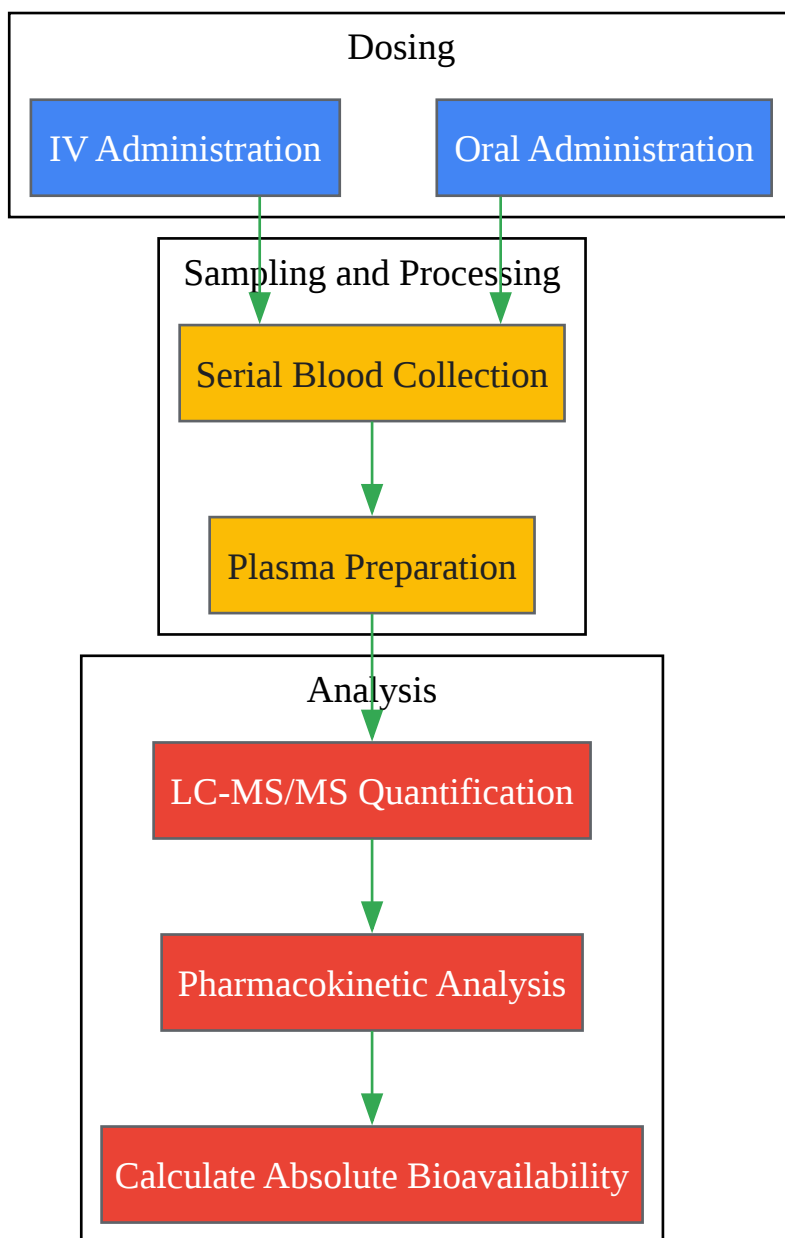 Dosing
IV Administration
Oral Administration
Sampling and Processing
Serial Blood Collection
Plasma Preparation
Analysis
LC-MS/MS Quantification
Pharmacokinetic Analysis
Calculate Absolute Bioavailability